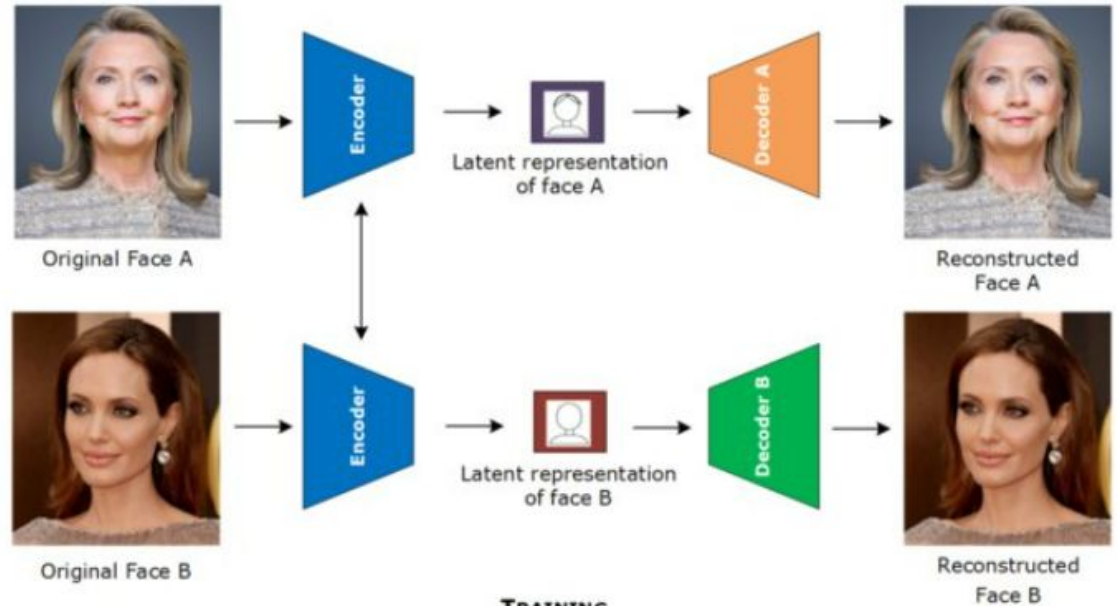 Encoder
Decoder A
Latent representation
of face A
Original Face A
Reconstructed
Face A
Encoder
Decoder B
Latent representation
of face B
Original Face B
Reconstructed
Face B
TRAINING